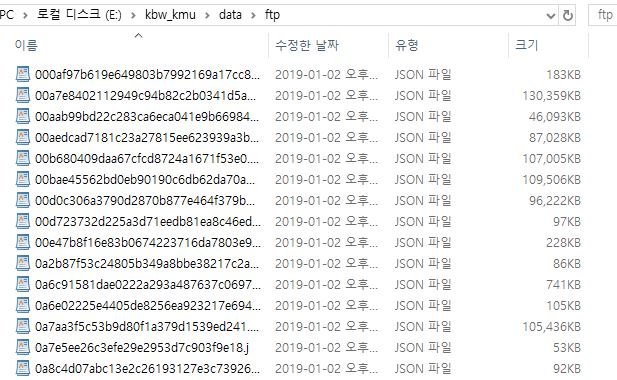 PC > 로컬 디스크 (E:) > kbw_kmu > data > ftp ftp
이름 수정한 날짜 유형 크기
000af97b619e649803b7992169a17cc8... 2019-01-02 오후... JSON 파일 183KB
00a7e8402112949c94b82c2b0341d5a... 2019-01-02 오후... JSON 파일 130,359KB
00aab99bd22c283ca6eca041e9b66984... 2019-01-02 오후... JSON 파일 46,093KB
00aedcad7181c23a27815ee623939a3b... 2019-01-02 오후... JSON 파일 87,028KB
00b680409daa67cfcd8724a1671f53e0.... 2019-01-02 오후... JSON 파일 107,005KB
00bae45562bd0eb90190c6db62da70a... 2019-01-02 오후... JSON 파일 109,506KB
00d0c306a3790d2870b877e464f379b... 2019-01-02 오후... JSON 파일 96,222KB
00d723732d225a3d71eedb81ea8c46ed... 2019-01-02 오후... JSON 파일 97KB
00e47b8f16e83b0674223716da7803e9... 2019-01-02 오후... JSON 파일 228KB
0a2b87f53c24805b349a8bbe38217c2a... 2019-01-02 오후... JSON 파일 86KB
0a6c91581dae0222a293a487637c0697... 2019-01-02 오후... JSON 파일 741KB
0a6e02225e4405de8256ea923217e694... 2019-01-02 오후... JSON 파일 105KB
0a7aa3f5c53b9d80f1a379d1539ed241.... 2019-01-02 오후... JSON 파일 105,436KB
0a7e5ee26c3efe29e2953d7c903f9e18.j 2019-01-02 오후... JSON 파일 53KB
0a8c4d07abc13e2c26193127e3c73926... 2019-01-02 오후... JSON 파일 92KB